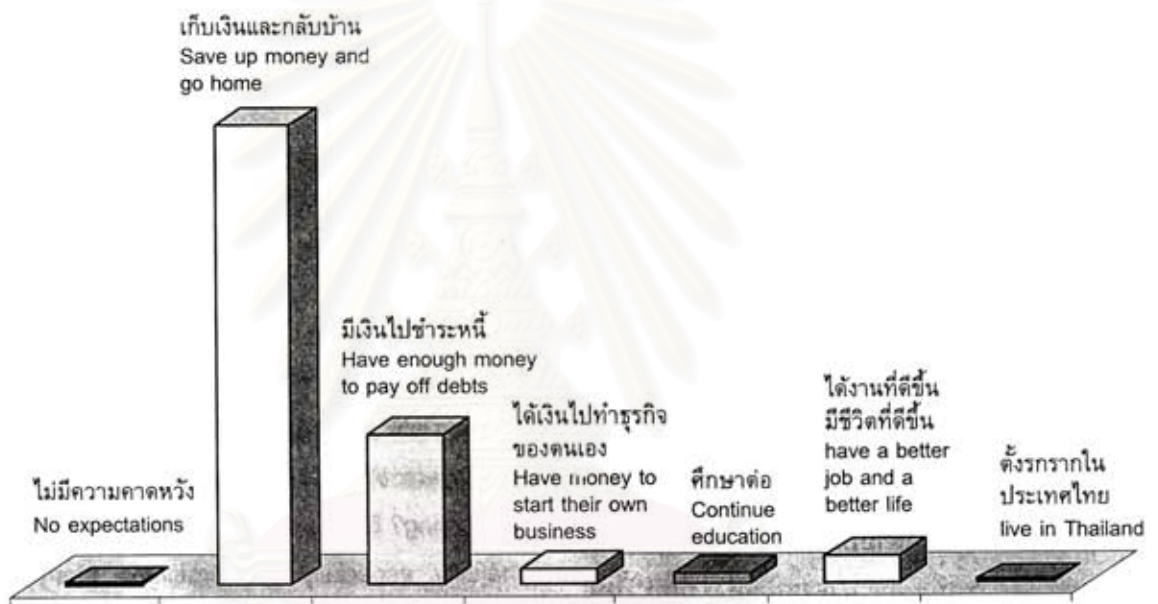 เก็บเงินและกลับบ้าน
Save up money and
go home
มีเงินไปชำระหนี้
Have enough money
to pay off debts
ได้เงินไปทำธุรกิจ
ของตนเอง
Have money to
start their own
business
ไม่มีความคาดหวัง
No expectations
ศึกษาต่อ
Continue
education
ได้งานที่ดีขึ้น
มีชีวิตที่ดีขึ้น
have a better
job and a
better life
ตั้งรกรากใน
ประเทศไทย
live in Thailand